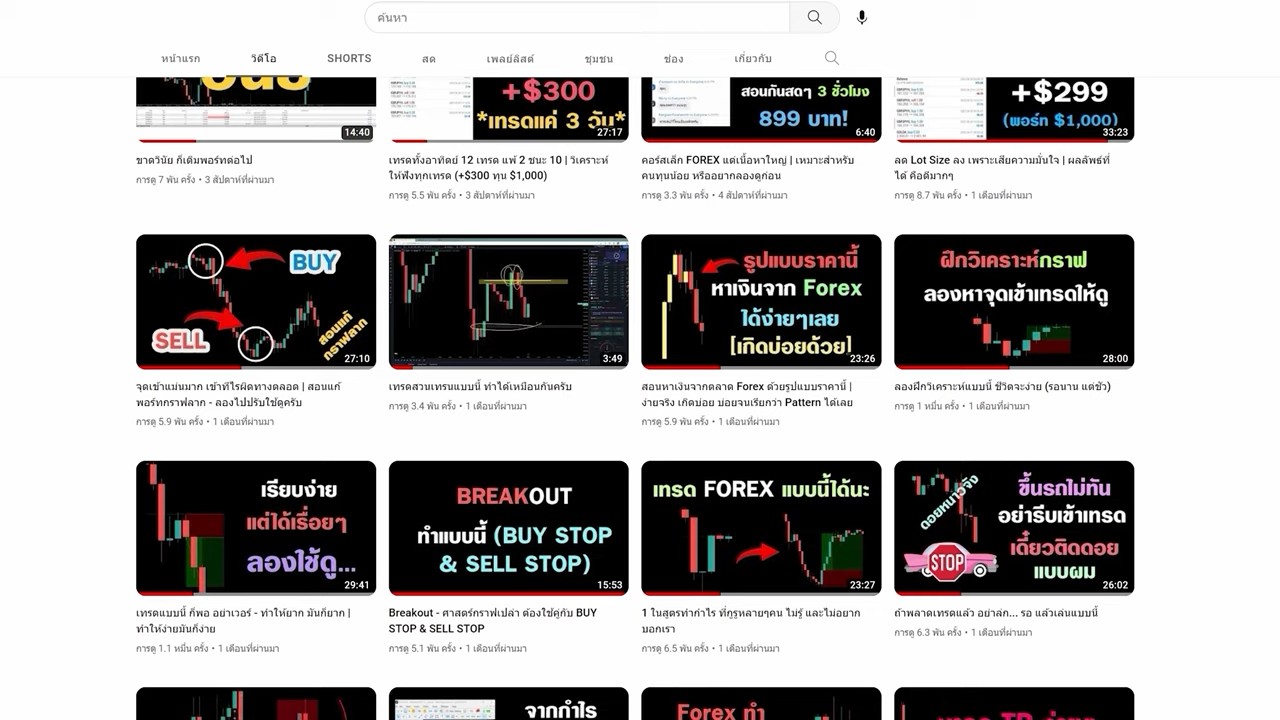 ค้นหา
หน้าแรก วิดีโอ SHORTS สด เพลย์ลิสต์ ชุมชน ช่อง เกี่ยวกับ
14:40
+$300
*เทรดแค่ 3 วัน*
27:17
สอนกันสดๆ 3 ชั่วโมง
899 บาท!
6:40
+$299
(พอร์ท $1,000)
33:23
ขาดวินัย ก็เติมพอร์ทต่อไป
การดู 7 พัน ครั้ง • 3 สัปดาห์ที่ผ่านมา
เทรดทั้งอาทิตย์ 12 เทรด แพ้ 2 ชนะ 10 | วิเคราะห์
ให้ฟังทุกเทรด (+$300 ทุน $1,000)
การดู 5.5 พัน ครั้ง • 3 สัปดาห์ที่ผ่านมา
คอร์สเล็ก FOREX แต่เนื้อหาใหญ่ | เหมาะสำหรับ
คนทุนน้อย หรืออยากลองดูก่อน
การดู 3.3 พัน ครั้ง • 4 สัปดาห์ที่ผ่านมา
ลด Lot Size ลง เพราะเสียความมั่นใจ | ผลลัพธ์ที่
ได้ คือดีมากๆ
การดู 8.7 พัน ครั้ง • 1 เดือนที่ผ่านมา
BUY
SELL
สอนแก้
กราฟลาก
27:10
3:49
รูปแบบราคานี้
หาเงินจาก Forex
ได้ง่ายๆเลย
[เกิดบ่อยด้วย]
23:26
ฝึกวิเคราะห์กราฟ
ลองหาจุดเข้าเทรดให้ดู
28:00
จุดเข้าแม่นมาก เข้าทีไรผิดทางตลอด | สอนแก้
พอร์ทกราฟลาก - ลองไปปรับใช้ดูครับ
การดู 5.9 พัน ครั้ง • 1 เดือนที่ผ่านมา
เทรดสวนเทรนแบบนี้ ทำได้เหมือนกันครับ
การดู 3.4 พัน ครั้ง • 1 เดือนที่ผ่านมา
สอนหาเงินจากตลาด Forex ด้วยรูปแบบราคานี้ |
ง่ายจริง เกิดบ่อย บ่อยจนเรียกว่า Pattern ได้เลย
การดู 5.9 พัน ครั้ง • 1 เดือนที่ผ่านมา
ลองฝึกวิเคราะห์แบบนี้ ชีวิตจะง่าย (รอนาน แต่ชัว)
การดู 1 หมื่น ครั้ง • 1 เดือนที่ผ่านมา
เรียบง่าย
แต่ได้เรื่อยๆ
ลองใช้ดู...
29:41
BREAKOUT
ทำแบบนี้ (BUY STOP
& SELL STOP)
15:53
เทรด FOREX แบบนี้ได้นะ
23:27
ดอยหนาวจัง
ขึ้นรถไม่ทัน
อย่ารีบเข้าเทรด
เดี๋ยวติดดอย
แบบผม
STOP
26:02
เทรดแบบนี้ ก็พอ อย่าเวอร์ - ทำให้ยาก มันก็ยาก |
ทำให้ง่ายมันก็ง่าย
การดู 1.1 หมื่น ครั้ง • 1 เดือนที่ผ่านมา
Breakout - ศาสตร์กราฟเปล่า ต้องใช้คู่กับ BUY
STOP & SELL STOP
การดู 5.1 พัน ครั้ง • 1 เดือนที่ผ่านมา
1 ในสูตรทำกำไร ที่กูรูหลายๆคน ไม่รู้ และไม่อยาก
บอกเรา
การดู 6.5 พัน ครั้ง • 1 เดือนที่ผ่านมา
ถ้าพลาดเทรดแล้ว อย่าลัก... รอ แล้วเล่นแบบนี้
การดู 6.3 พัน ครั้ง • 1 เดือนที่ผ่านมา
จากกำไร
Forex ทำ